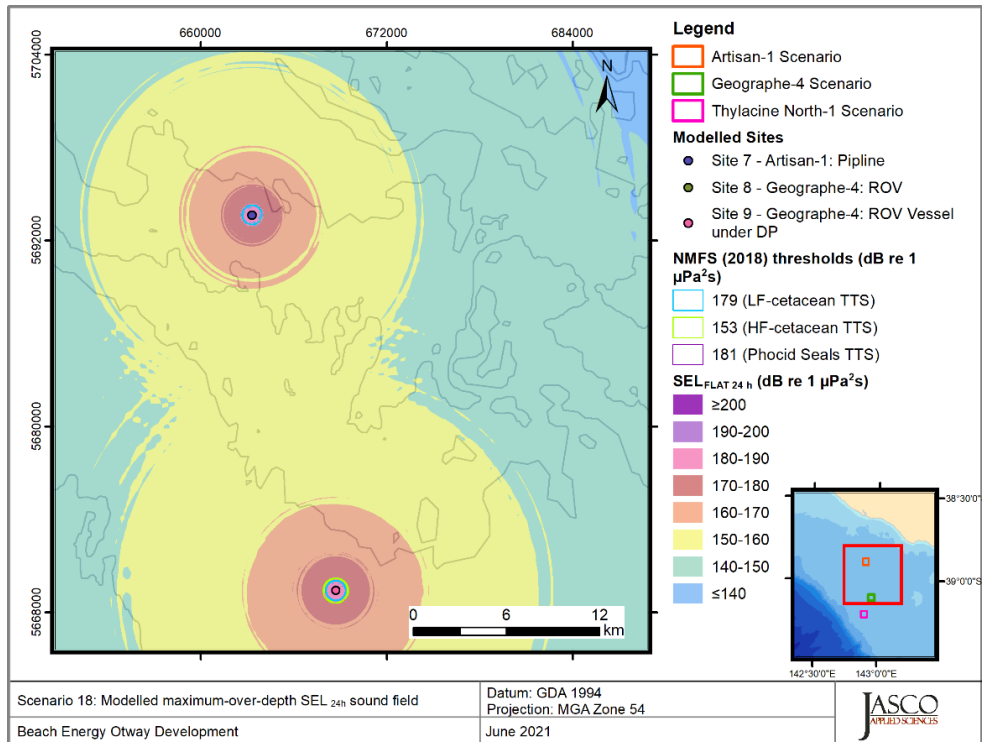 660000 672000 684000
5704000
5692000
5680000
5668000
N
0 6 12
km
Legend
Artisan-1 Scenario
Geographe-4 Scenario
Thylacine North-1 Scenario
Modelled Sites
Site 7 - Artisan-1: Pipline
Site 8 - Geographe-4: ROV
Site 9 - Geographe-4: ROV Vessel
under DP
NMFS (2018) thresholds (dB re 1
µPa²s)
179 (LF-cetacean TTS)
153 (HF-cetacean TTS)
181 (Phocid Seals TTS)
SEL FLAT 24 h (dB re 1 µPa²s)
≥200
190-200
180-190
170-180
160-170
150-160
140-150
≤140
38°30'0"S
39°0'0"S
142°30'0"E 143°0'0"E
Scenario 18: Modelled maximum-over-depth SEL 24h sound field
Datum: GDA 1994
Projection: MGA Zone 54
Beach Energy Otway Development
June 2021
JASCO
APPLIED SCIENCES